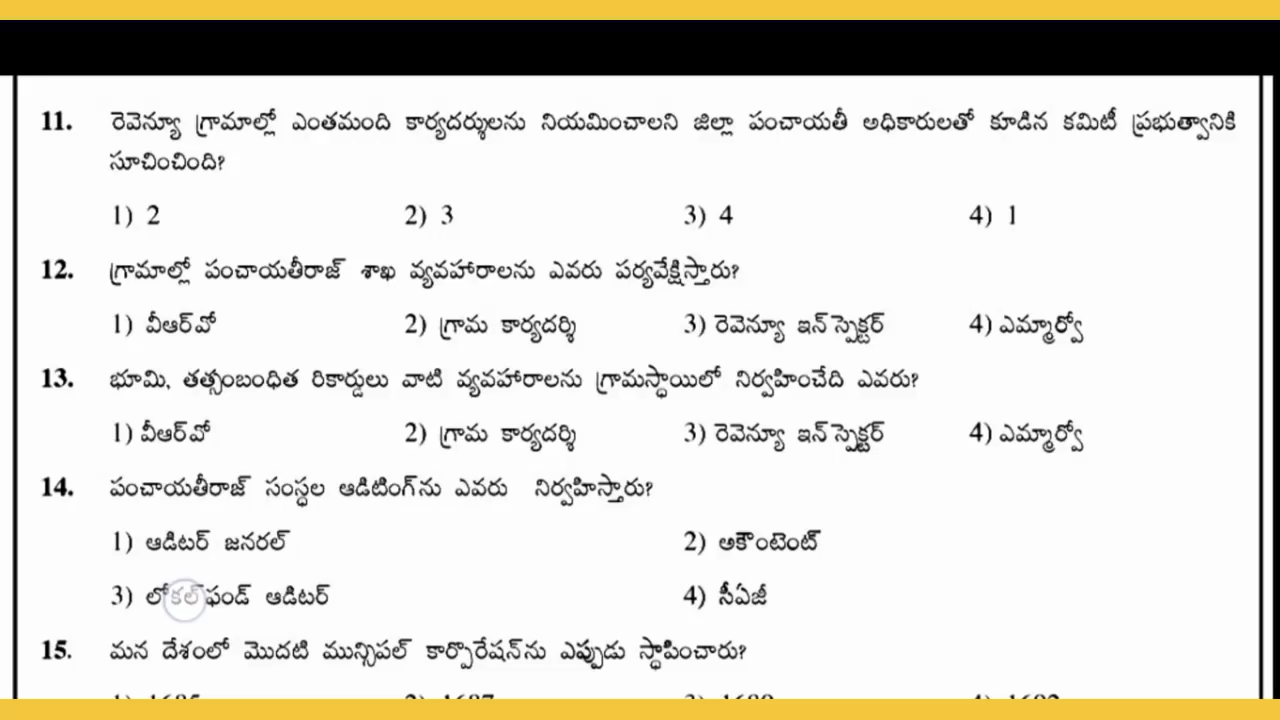 11. రెవెన్యూ గ్రామాల్లో ఎంతమంది కార్యదర్శులను నియమించాలని జిల్లా పంచాయతీ అధికారులతో కూడిన కమిటీ ప్రభుత్వానికి
సూచించింది?
1) 2 2) 3 3) 4 4) 1
12. గ్రామాల్లో పంచాయతీరాజ్ శాఖ వ్యవహారాలను ఎవరు పర్యవేక్షిస్తారు?
1) వీఆర్‌వో 2) గ్రామ కార్యదర్శి 3) రెవెన్యూ ఇన్‌స్పెక్టర్ 4) ఎమ్మార్వో
13. భూమి, తత్సంబంధిత రికార్డులు వాటి వ్యవహారాలను గ్రామస్థాయిలో నిర్వహించేది ఎవరు?
1) వీఆర్‌వో 2) గ్రామ కార్యదర్శి 3) రెవెన్యూ ఇన్‌స్పెక్టర్ 4) ఎమ్మార్వో
14. పంచాయతీరాజ్ సంస్థల ఆడిటింగ్‌ను ఎవరు నిర్వహిస్తారు?
1) ఆడిటర్ జనరల్ 2) అకౌంటెంట్
3) లోకల్‌ఫండ్ ఆడిటర్ 4) సీఏజీ
15. మన దేశంలో మొదటి మున్సిపల్ కార్పొరేషన్‌ను ఎప్పుడు స్థాపించారు?